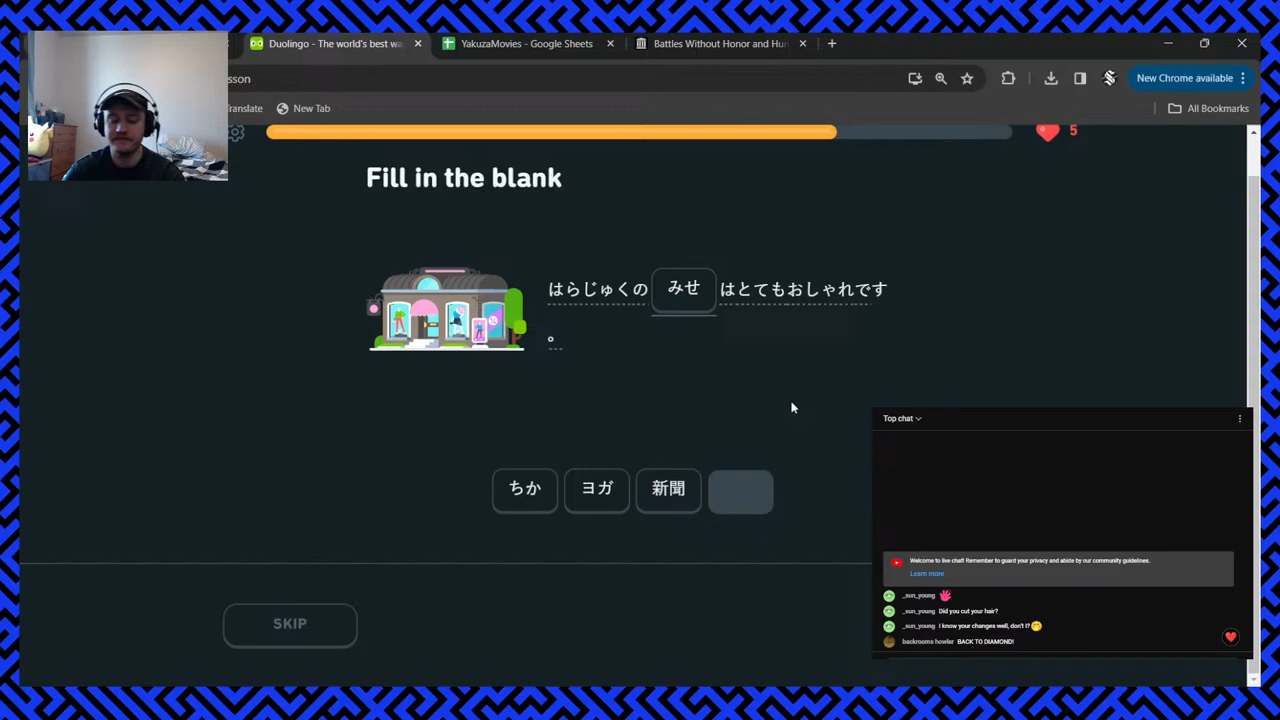 Duolingo - The world's best wa
YakuzaMovies - Google Sheets
Battles Without Honor and Hun
sson
New Chrome available
Translate
New Tab
All Bookmarks
5
Fill in the blank
はらじゅくの みせ はとてもおしゃれです
。
ちか ヨガ 新聞
SKIP
Top chat
Welcome to live chat! Remember to guard your privacy and abide by our community guidelines.
Learn more
_sun_young
_sun_young Did you cut your hair?
_sun_young I know your changes well, don't I?
backrooms howler BACK TO DIAMOND!